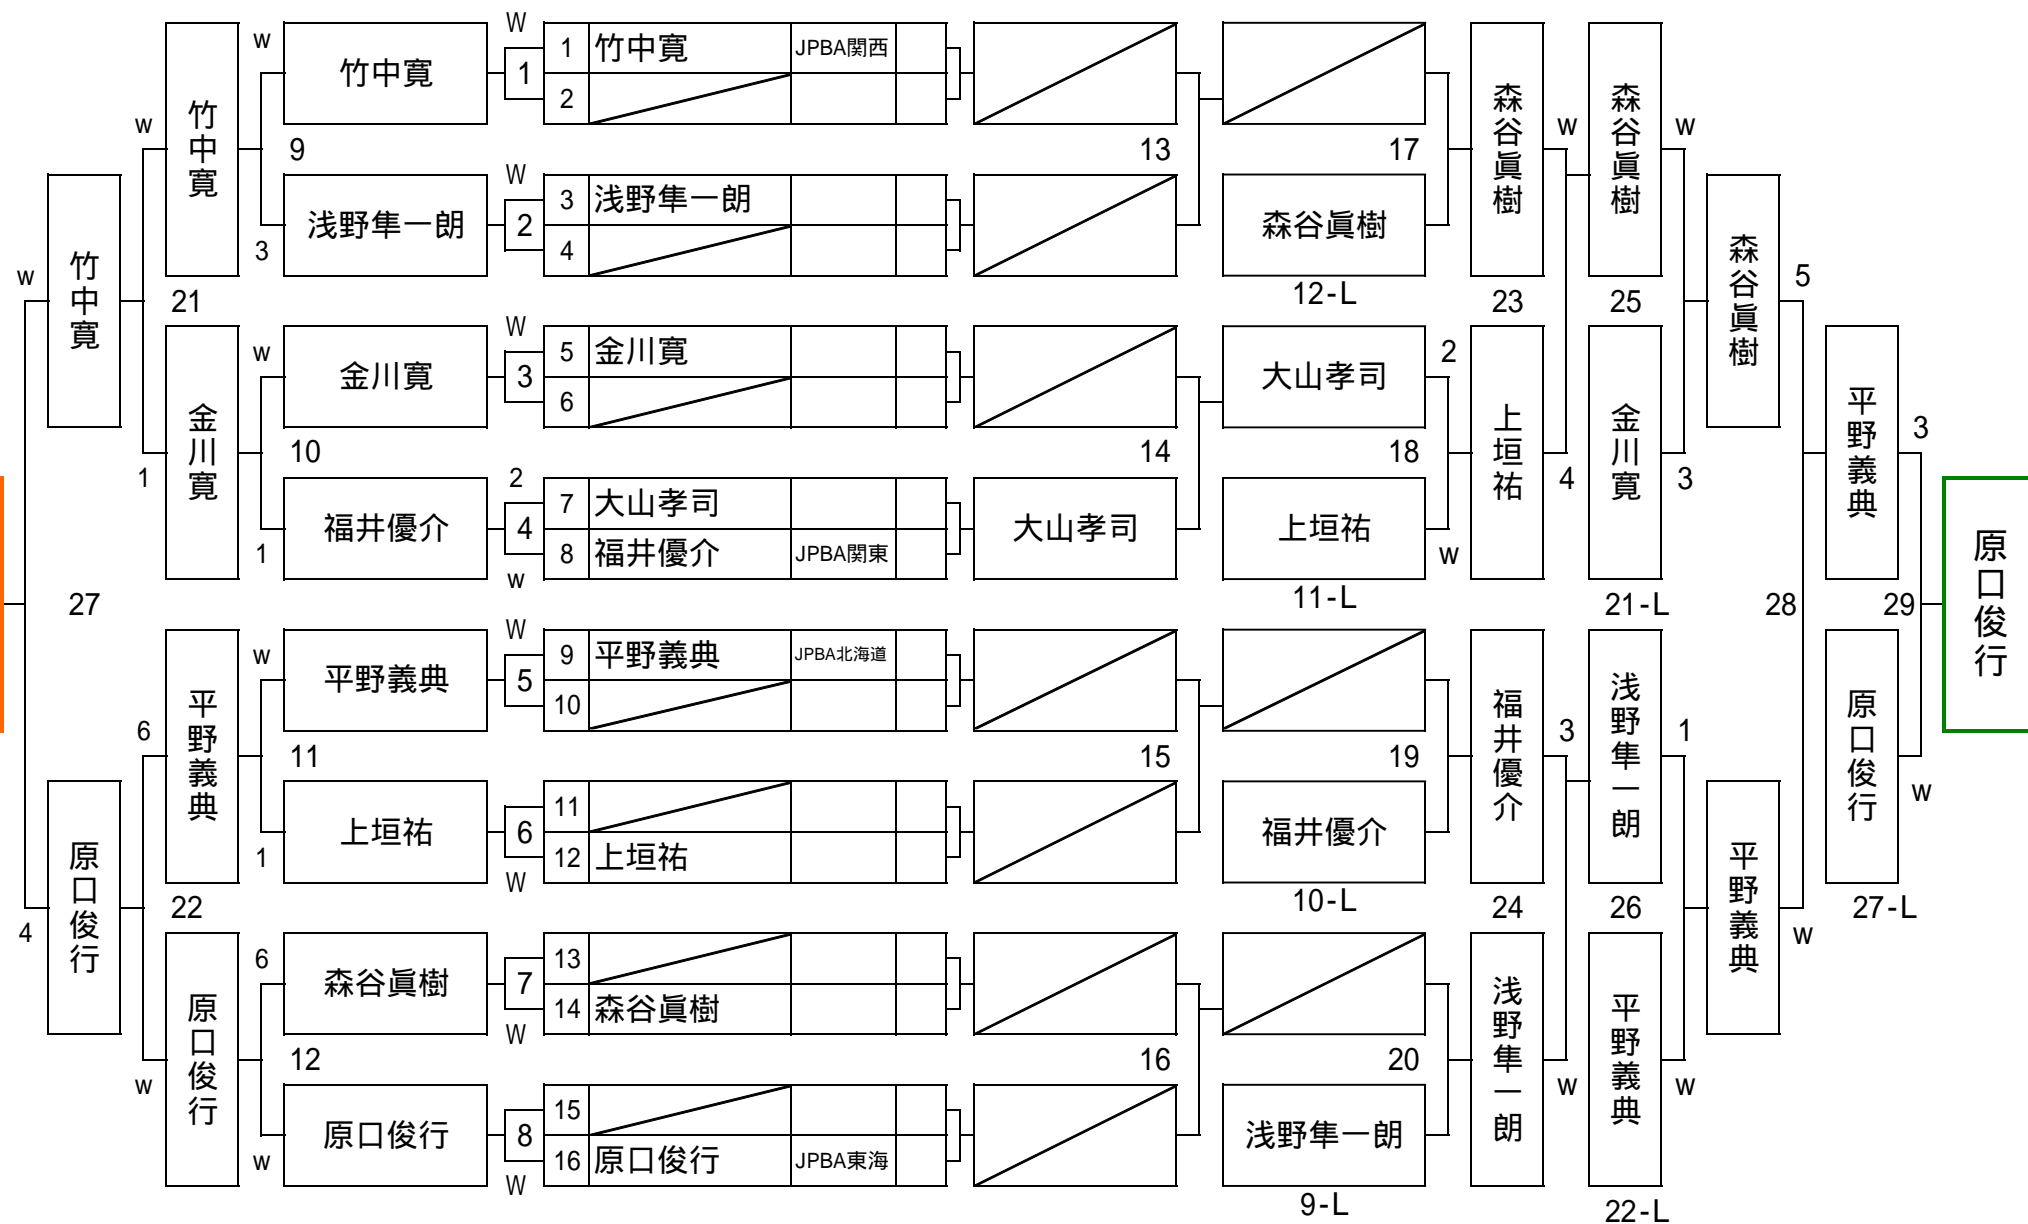 W
w
竹中寛
1
1 竹中寛 JPBA関西
2
竹中寛
w
9
13
17
森谷眞樹
w
森谷眞樹
w
W
3
浅野隼一朗
2
3 浅野隼一朗
4
森谷眞樹
12-L
竹中寛
w
21
23
25
森谷眞樹
5
W
w
金川寛
3
5 金川寛
6
大山孝司
2
金川寛
1
10
14
18
上垣祐
4
金川寛
3
2
1
福井優介
4
7 大山孝司
8 福井優介 JPBA関東
w
大山孝司
上垣祐
w
11-L
21-L
平野義典
3
27
28
29
原口俊行
W
w
平野義典
5
9 平野義典 JPBA北海道
10
平野義典
6
11
15
19
福井優介
3
浅野隼一朗
1
原口俊行
w
27-L
1
上垣祐
6
11
12 上垣祐
W
福井優介
10-L
原口俊行
4
22
24
26
平野義典
w
6
森谷眞樹
7
13
14 森谷眞樹
W
原口俊行
w
12
16
20
浅野隼一朗
w
平野義典
w
w
原口俊行
8
15
16 原口俊行 JPBA東海
W
浅野隼一朗
9-L
22-L